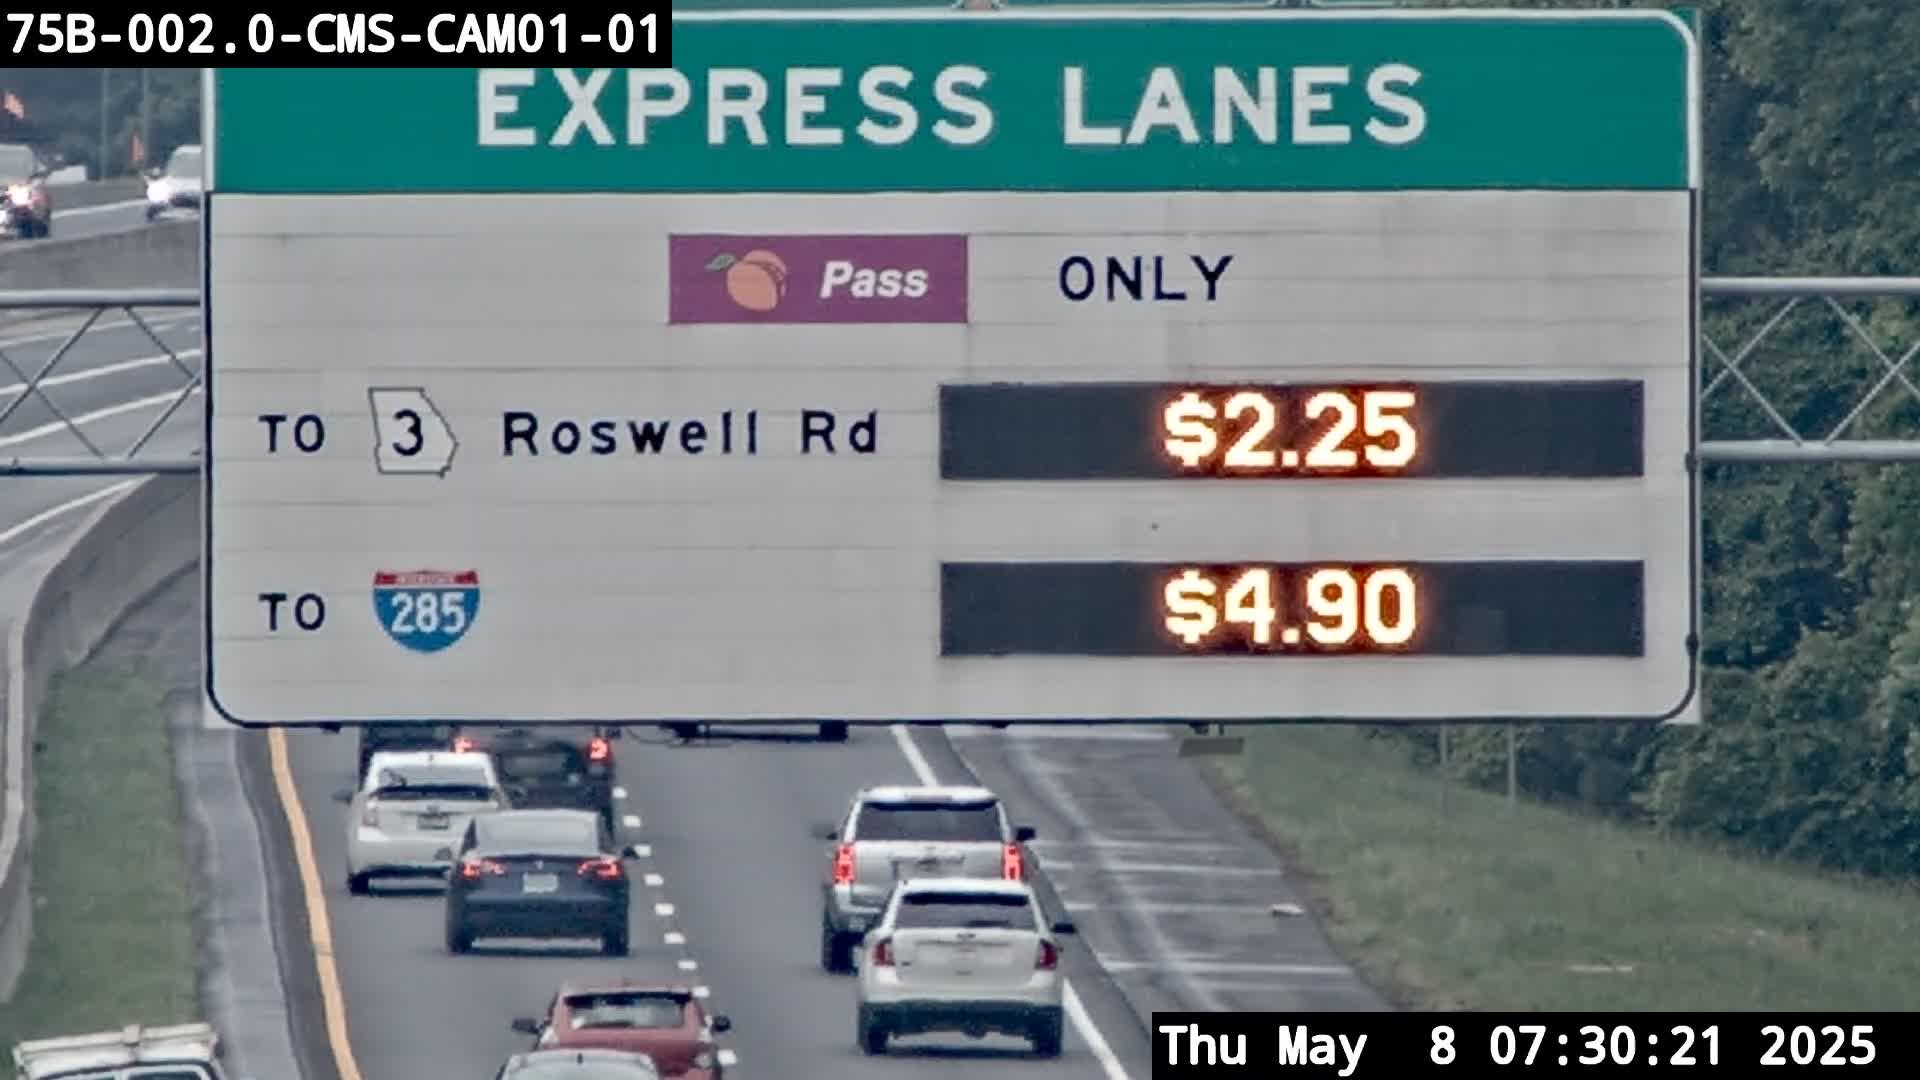 75B-002.0-CMS-CAM01-01
EXPRESS LANES
Pass ONLY
TO 3 Roswell Rd $2.25
TO 285 $4.90
Thu May 8 07:30:21 2025